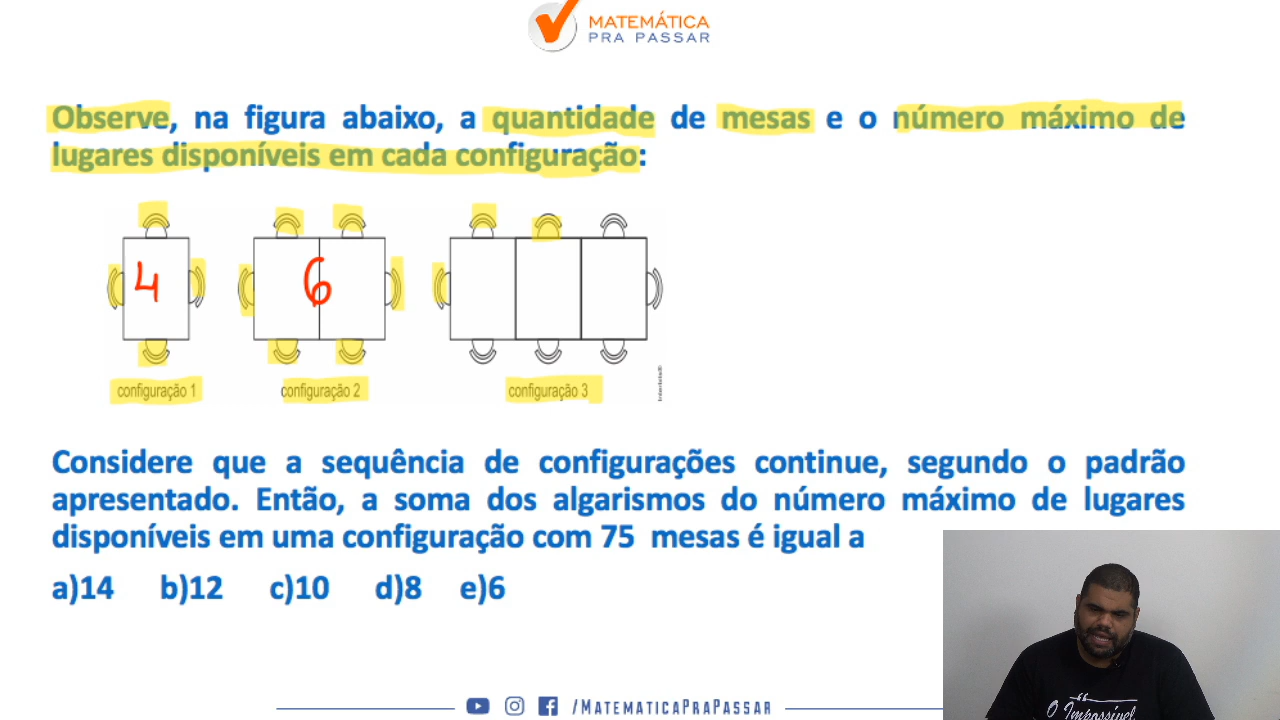 MATEMÁTICA
PRA PASSAR
Observe, na figura abaixo, a quantidade de mesas e o número máximo de
lugares disponíveis em cada configuração:
4
6
configuração 1
configuração 2
configuração 3
Considere que a sequência de configurações continue, segundo o padrão
apresentado. Então, a soma dos algarismos do número máximo de lugares
disponíveis em uma configuração com 75 mesas é igual a
a)14 b)12 c)10 d)8 e)6
O Impossível
/MATEMATICAPRAPASSAR